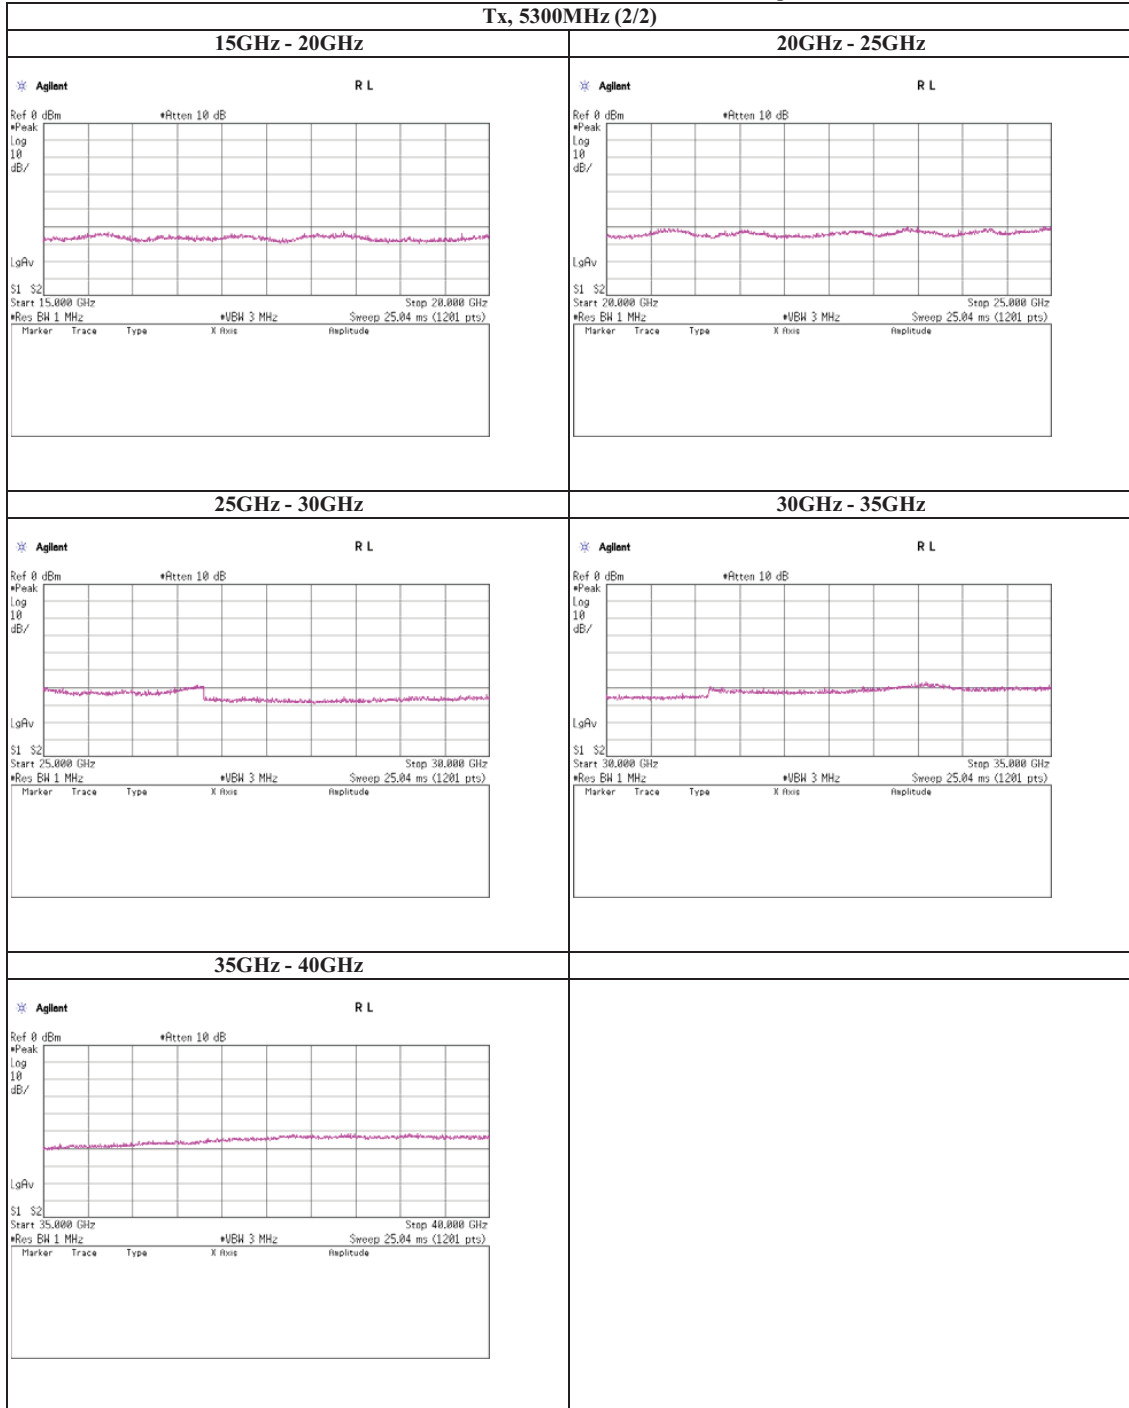 Tx, 5300MHz (2/2)
15GHz - 20GHz
Agilent R L
Ref 0 dBm #Atten 10 dB
#Peak
Log
10
dB/
LgAv
S1 S2
Start 15.000 GHz Stop 20.000 GHz
#Res BW 1 MHz #VBW 3 MHz Sweep 25.04 ms (1201 pts)
Marker Trace Type X Axis Amplitude
20GHz - 25GHz
Agilent R L
Ref 0 dBm #Atten 10 dB
#Peak
Log
10
dB/
LgAv
S1 S2
Start 20.000 GHz Stop 25.000 GHz
#Res BW 1 MHz #VBW 3 MHz Sweep 25.04 ms (1201 pts)
Marker Trace Type X Axis Amplitude
25GHz - 30GHz
Agilent R L
Ref 0 dBm #Atten 10 dB
#Peak
Log
10
dB/
LgAv
S1 S2
Start 25.000 GHz Stop 30.000 GHz
#Res BW 1 MHz #VBW 3 MHz Sweep 25.04 ms (1201 pts)
Marker Trace Type X Axis Amplitude
30GHz - 35GHz
Agilent R L
Ref 0 dBm #Atten 10 dB
#Peak
Log
10
dB/
LgAv
S1 S2
Start 30.000 GHz Stop 35.000 GHz
#Res BW 1 MHz #VBW 3 MHz Sweep 25.04 ms (1201 pts)
Marker Trace Type X Axis Amplitude
35GHz - 40GHz
Agilent R L
Ref 0 dBm #Atten 10 dB
#Peak
Log
10
dB/
LgAv
S1 S2
Start 35.000 GHz Stop 40.000 GHz
#Res BW 1 MHz #VBW 3 MHz Sweep 25.04 ms (1201 pts)
Marker Trace Type X Axis Amplitude